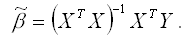 β̃ = (XᵀX)⁻¹ XᵀY .